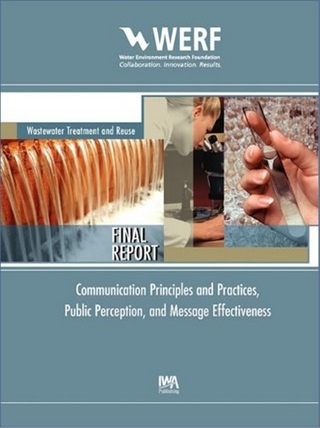 WERF
Water Environment Research Foundation
Collaboration. Innovation. Results.
Wastewater Treatment and Reuse
FINAL
REPORT
Communication Principles and Practices,
Public Perception, and Message Effectiveness
IWA
Publishing